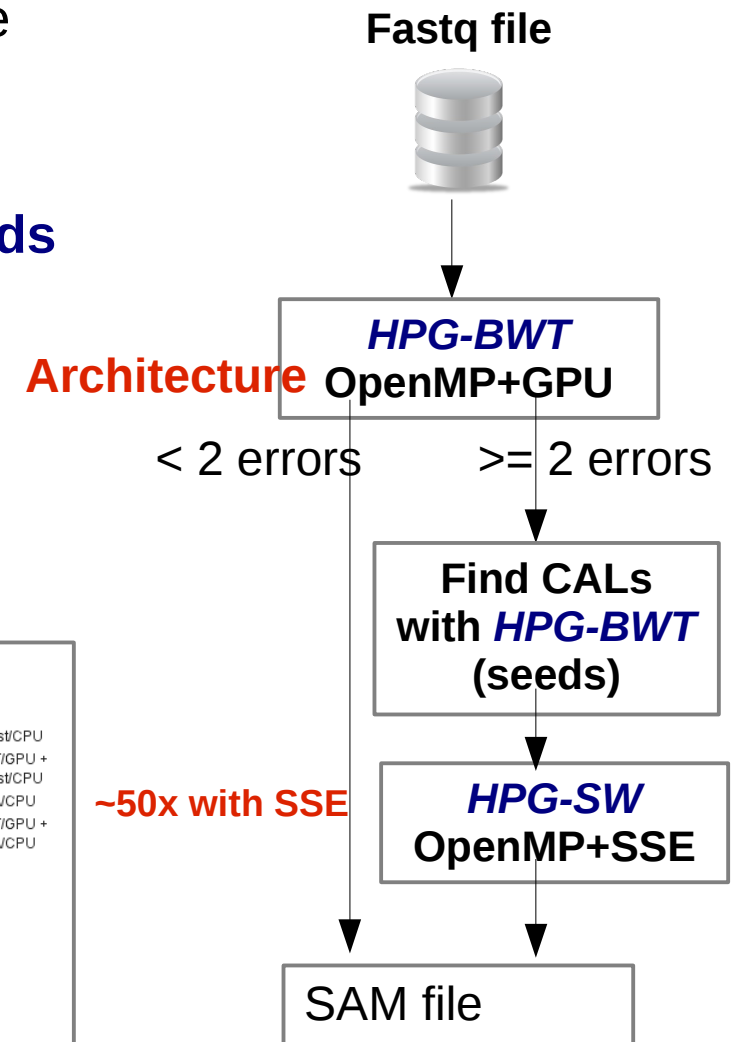 Fastq file
HPG-BWT
Architecture OpenMP+GPU
< 2 errors >= 2 errors
Find CALs
with HPG-BWT
(seeds)
~50x with SSE
HPG-SW
OpenMP+SSE
SAM file